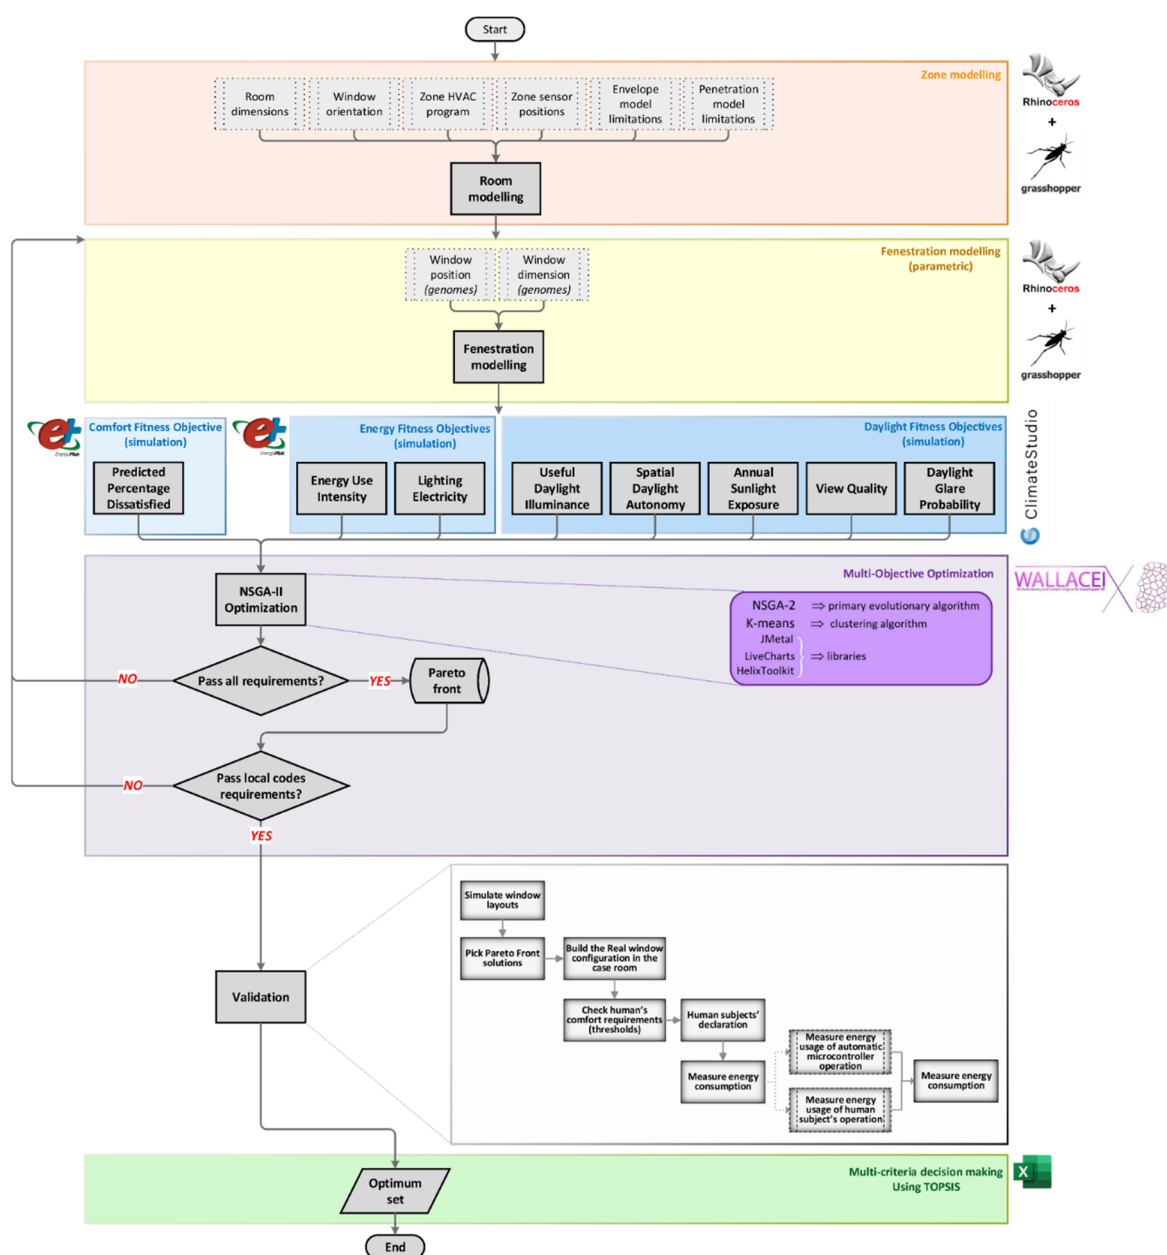 Start
Zone modelling
Room
dimensions
Window
orientation
Zone HVAC
program
Zone sensor
positions
Envelope
model
limitations
Penetration
model
limitations
Rhinoceros
+
grasshopper
Room
modelling
Fenestration modelling
(parametric)
Window
position
(genomes)
Window
dimension
(genomes)
Rhinoceros
+
grasshopper
Fenestration
modelling
EnergyPlus
Comfort Fitness Objective
(simulation)
Predicted
Percentage
Dissatisfied
EnergyPlus
Energy Fitness Objectives
(simulation)
Energy Use
Intensity
Lighting
Electricity
Daylight Fitness Objectives
(simulation)
Useful
Daylight
Illuminance
Spatial
Daylight
Autonomy
Annual
Sunlight
Exposure
View Quality
Daylight
Glare
Probability
ClimateStudio
Multi-Objective Optimization
WALLACEI X
NSGA-II
Optimization
NSGA-2 ⇒ primary evolutionary algorithm
K-means ⇒ clustering algorithm
JMetal
LiveCharts ⇒ libraries
HelixToolkit
Pass all requirements?
NO
YES
Pareto
front
Pass local codes
requirements?
NO
YES
Validation
Simulate window
layouts
Pick Pareto Front
solutions
Build the Real window
configuration in the
case room
Check human's
comfort requirements
(thresholds)
Human subjects'
declaration
Measure energy
consumption
Measure energy
usage of automatic
microcontroller
operation
Measure energy
usage of human
subject's operation
Measure energy
consumption
Multi-criteria decision making
Using TOPSIS
X
Optimum
set
End